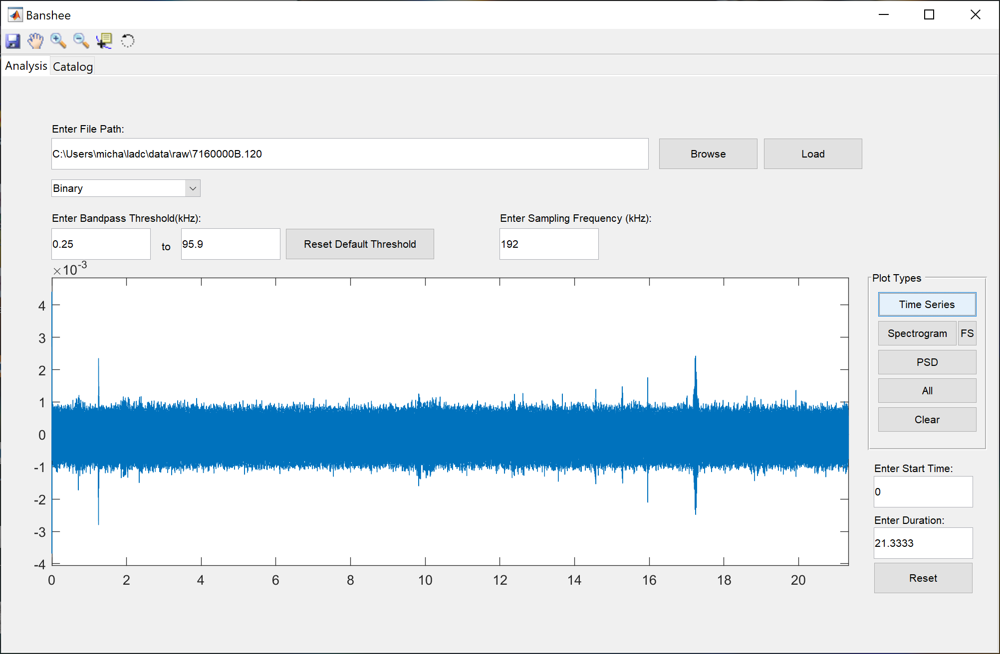 Banshee
Analysis Catalog
Enter File Path:
C:\Users\micha\ladc\data\raw\7160000B.120
Browse
Load
Binary
Enter Bandpass Threshold(kHz):
Enter Sampling Frequency (kHz):
0.25 to 95.9
Reset Default Threshold
192
×10-3
4
3
2
1
0
-1
-2
-3
-4
0 2 4 6 8 10 12 14 16 18 20
Plot Types
Time Series
Spectrogram FS
PSD
All
Clear
Enter Start Time:
0
Enter Duration:
21.3333
Reset